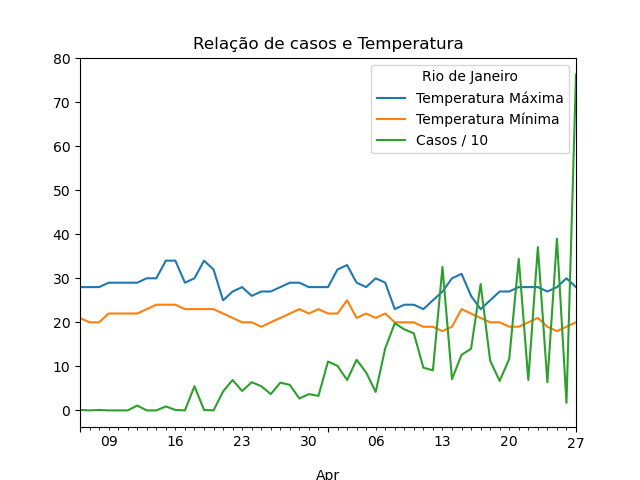 Relação de casos e Temperatura
80
70
60
50
40
30
20
10
0
Rio de Janeiro
Temperatura Máxima
Temperatura Mínima
Casos / 10
09 16 23 30 06 13 20 27
Apr